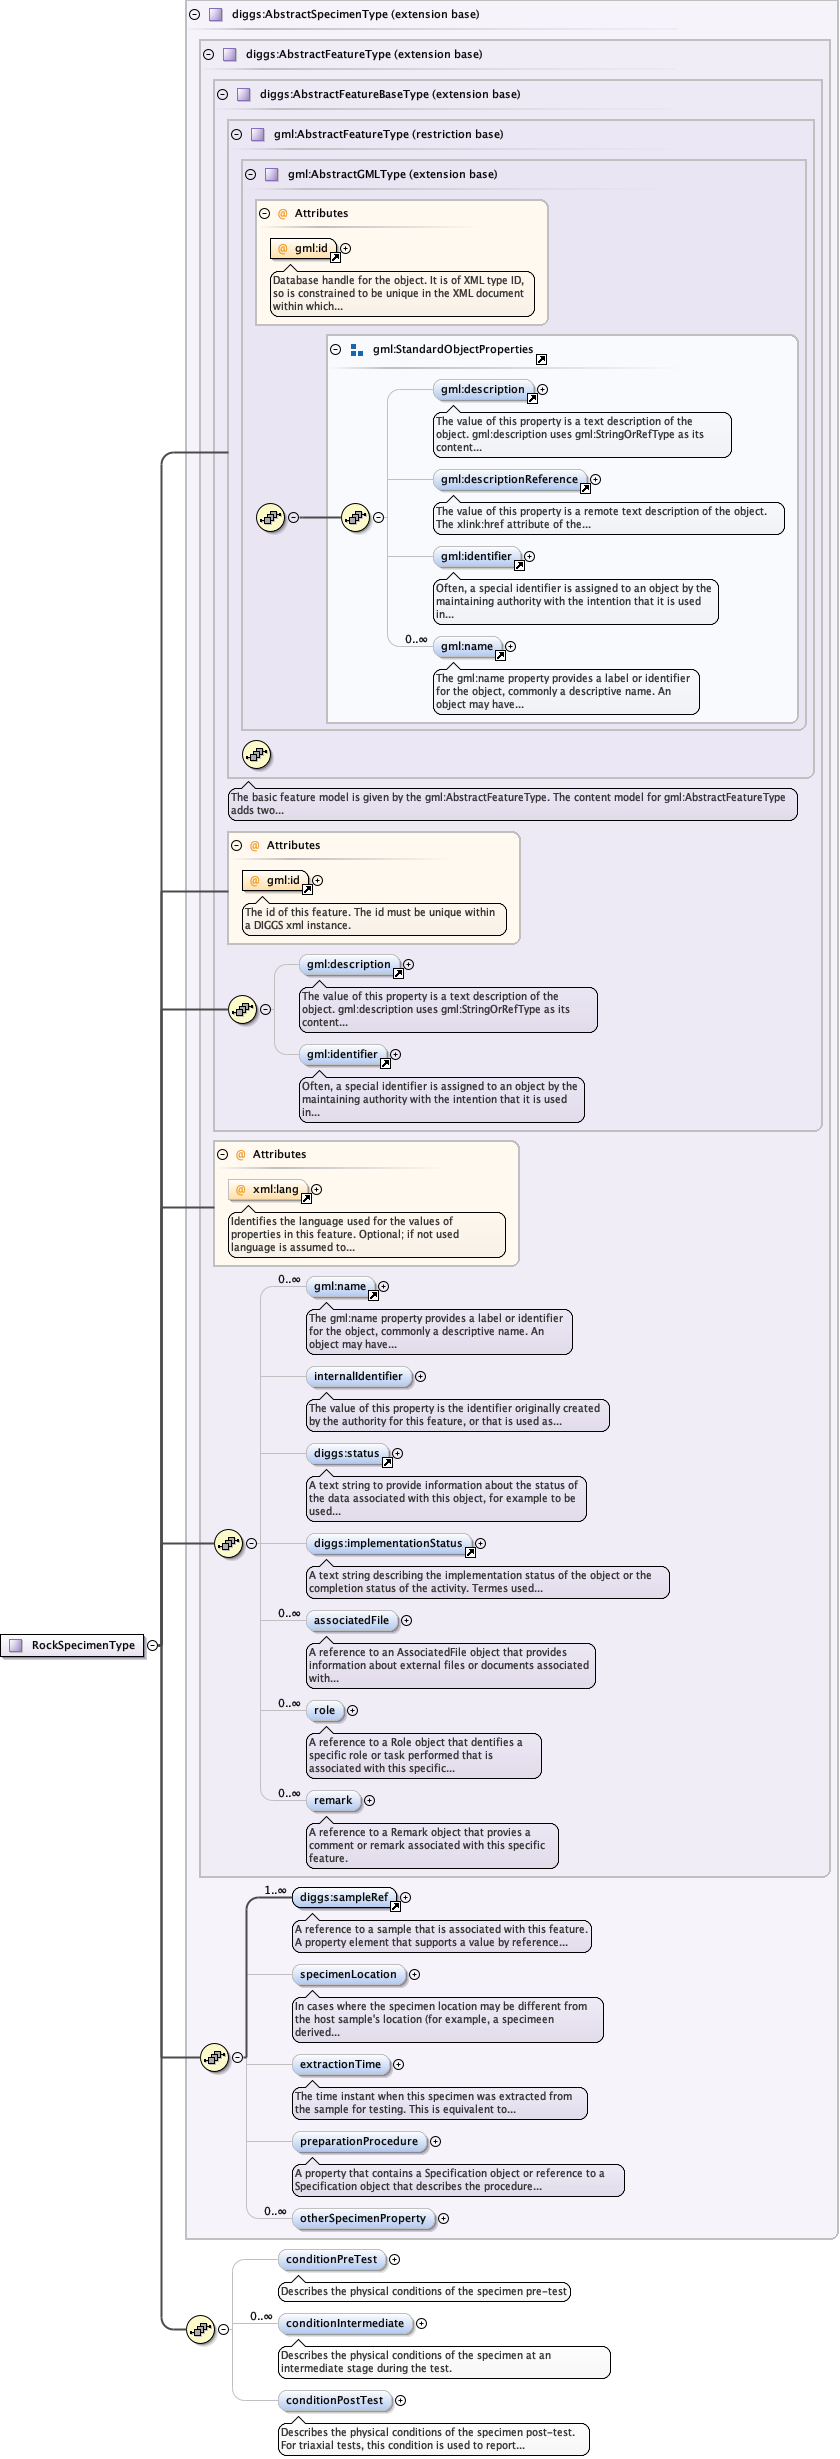 diggs:AbstractSpecimenType (extension base)
diggs:AbstractFeatureType (extension base)
diggs:AbstractFeatureBaseType (extension base)
gml:AbstractFeatureType (restriction base)
gml:AbstractGMLType (extension base)
@ Attributes
@ gml:id
Database handle for the object. It is of XML type ID,
so is constrained to be unique in the XML document
within which...
gml:StandardObjectProperties
gml:description
The value of this property is a text description of the
object. gml:description uses gml:StringOrRefType as its
content...
gml:descriptionReference
The value of this property is a remote text description of the object.
The xlink:href attribute of the...
gml:identifier
Often, a special identifier is assigned to an object by the
maintaining authority with the intention that it is used
in...
0..∞
gml:name
The gml:name property provides a label or identifier
for the object, commonly a descriptive name. An
object may have...
The basic feature model is given by the gml:AbstractFeatureType. The content model for gml:AbstractFeatureType
adds two...
@ Attributes
@ gml:id
The id of this feature. The id must be unique within
a DIGGS xml instance.
gml:description
The value of this property is a text description of the
object. gml:description uses gml:StringOrRefType as its
content...
gml:identifier
Often, a special identifier is assigned to an object by the
maintaining authority with the intention that it is used
in...
@ Attributes
@ xml:lang
Identifies the language used for the values of
properties in this feature. Optional; if not used
language is assumed to...
0..∞
gml:name
The gml:name property provides a label or identifier
for the object, commonly a descriptive name. An
object may have...
internalIdentifier
The value of this property is the identifier originally created
by the authority for this feature, or that is used as...
diggs:status
A text string to provide information about the status of
the data associated with this object, for example to be
used...
diggs:implementationStatus
A text string describing the implementation status of the object or the
completion status of the activity. Termes used...
0..∞
associatedFile
A reference to an AssociatedFile object that provides
information about external files or documents associated
with...
RockSpecimenType
0..∞
role
A reference to a Role object that dentifies a
specific role or task performed that is
associated with this specific...
0..∞
remark
A reference to a Remark object that provies a
comment or remark associated with this specific
feature.
1..∞
diggs:sampleRef
A reference to a sample that is associated with this feature.
A property element that supports a value by reference...
specimenLocation
In cases where the specimen location may be different from
the host sample's location (for example, a specimeen
derived...
extractionTime
The time instant when this specimen was extracted from
the sample for testing. This is equivalent to...
preparationProcedure
A property that contains a Specification object or reference to a
Specification object that describes the procedure...
0..∞
otherSpecimenProperty
conditionPreTest
Describes the physical conditions of the specimen pre-test
0..∞
conditionIntermediate
Describes the physical conditions of the specimen at an
intermediate stage during the test.
conditionPostTest
Describes the physical conditions of the specimen post-test.
For triaxial tests, this condition is used to report...